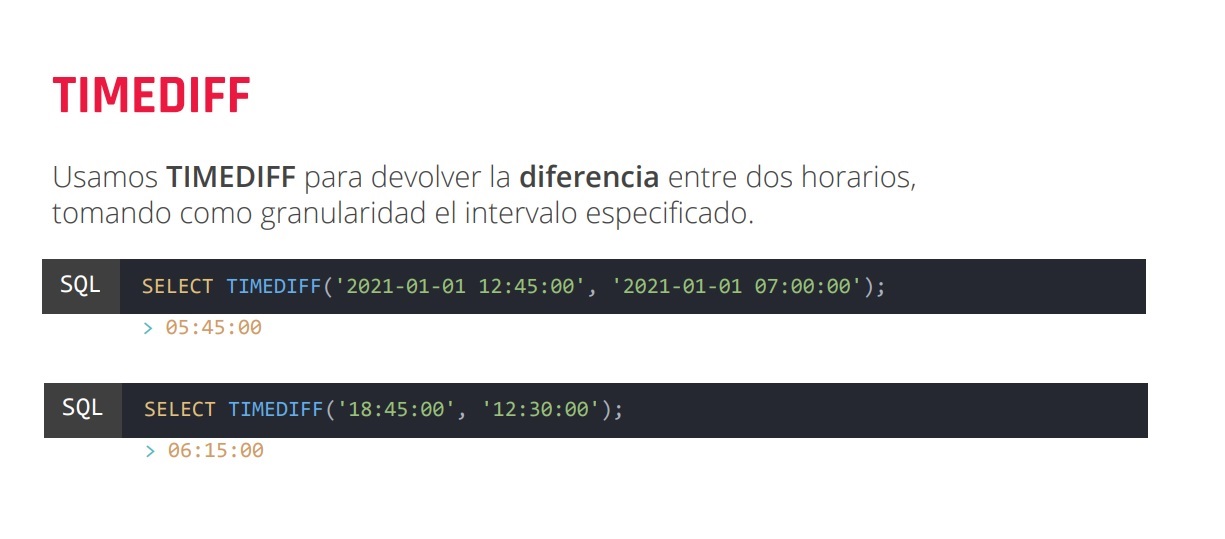 TIMEDIFF
Usamos TIMEDIFF para devolver la diferencia entre dos horarios,
tomando como granularidad el intervalo especificado.
SQL SELECT TIMEDIFF('2021-01-01 12:45:00', '2021-01-01 07:00:00');
> 05:45:00
SQL SELECT TIMEDIFF('18:45:00', '12:30:00');
> 06:15:00